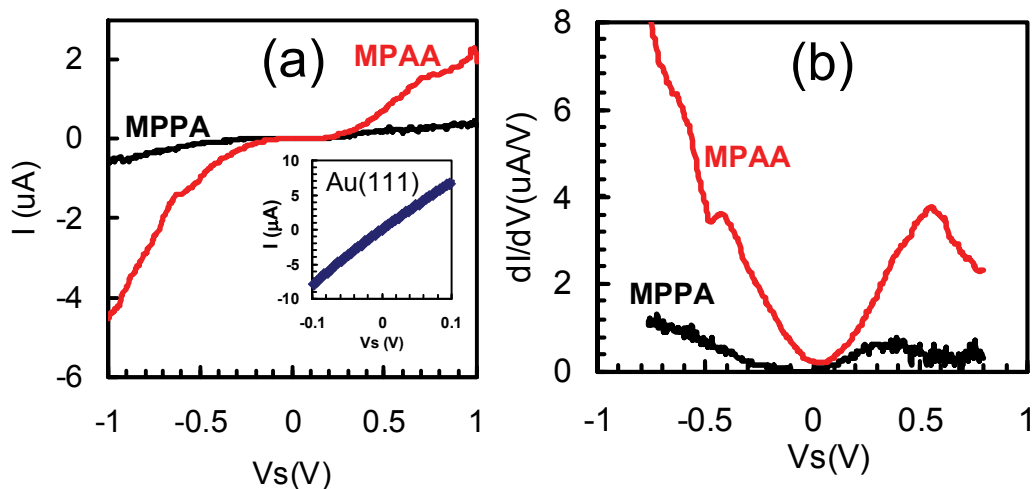 (a)
MPAA
MPPA
I (uA)
2
0
-2
-4
-6
-1
-0.5
0
0.5
1
Vs(V)
Au(111)
I (µA)
10
5
0
-5
-10
-0.1
0
0.1
Vs (V)
(b)
MPAA
MPPA
dI/dV(uA/V)
8
6
4
2
0
-1
-0.5
0
0.5
1
Vs(V)